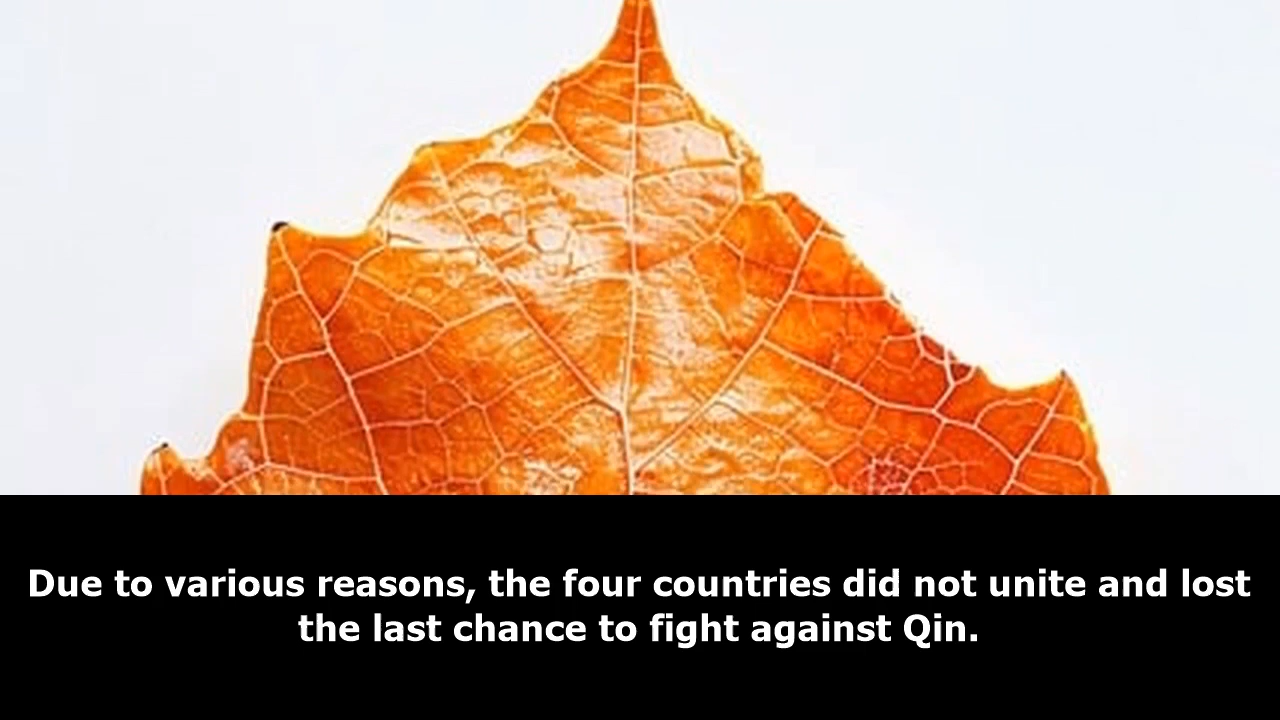 Due to various reasons, the four countries did not unite and lost
the last chance to fight against Qin.